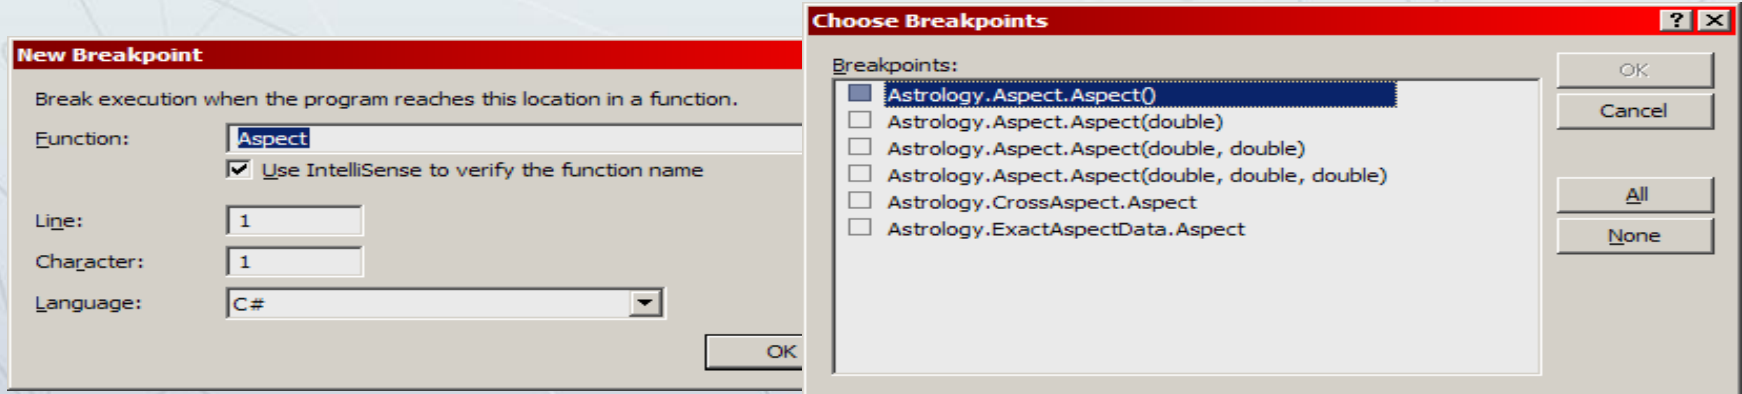 New Breakpoint
Break execution when the program reaches this location in a function.
Function: Aspect
Use IntelliSense to verify the function name
Line: 1
Character: 1
Language: C#
OK
Choose Breakpoints
Breakpoints:
Astrology.Aspect.Aspect()
Astrology.Aspect.Aspect(double)
Astrology.Aspect.Aspect(double, double)
Astrology.Aspect.Aspect(double, double, double)
Astrology.CrossAspect.Aspect
Astrology.ExactAspectData.Aspect
OK
Cancel
All
None